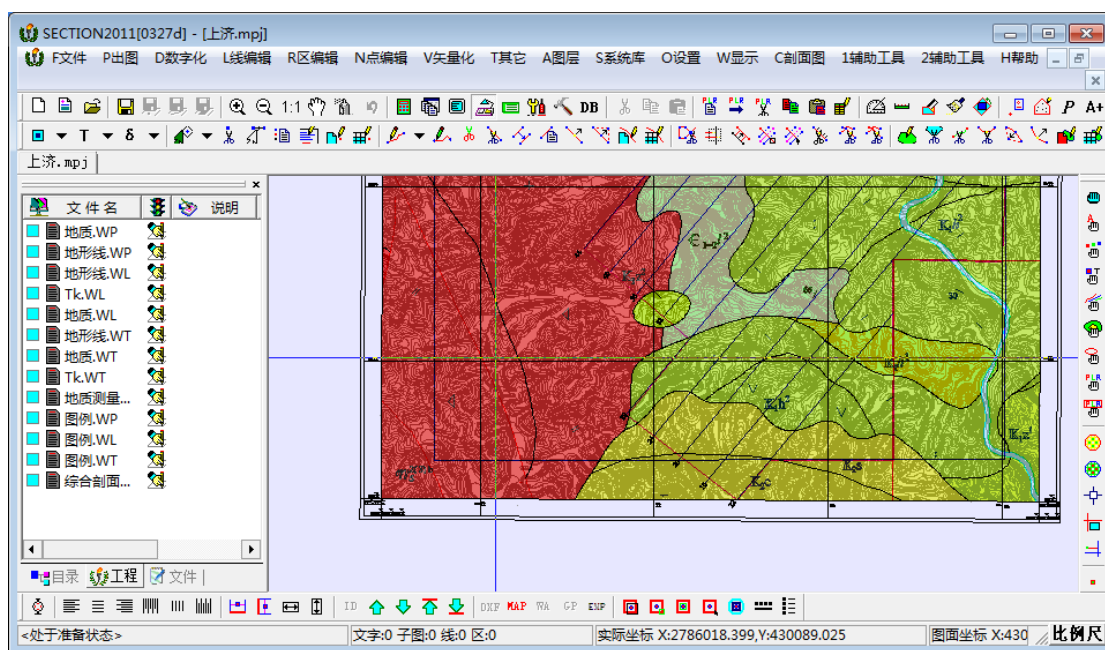 SECTION2011[0327d] - [上济.mpj]
F文件 P出图 D数字化 L线编辑 R区编辑 N点编辑 V矢量化 T其它 A图层 S系统库 O设置 W显示 C剖面图 1辅助工具 2辅助工具 H帮助
1:1 DB P A+
T δ
上济.mpj
文件名 说明
地质.WP
地形线.WP
地形线.WL
Tk.WL
地质.WL
地形线.WT
地质.WT
Tk.WT
地质测量...
图例.WP
图例.WL
图例.WT
综合剖面...
目录 工程 文件
ID DXF MAP WA GP EXP
<处于准备状态> 文字:0 子图:0 线:0 区:0 实际坐标 X:2786018.399,Y:430089.025 图面坐标 X:430 比例尺